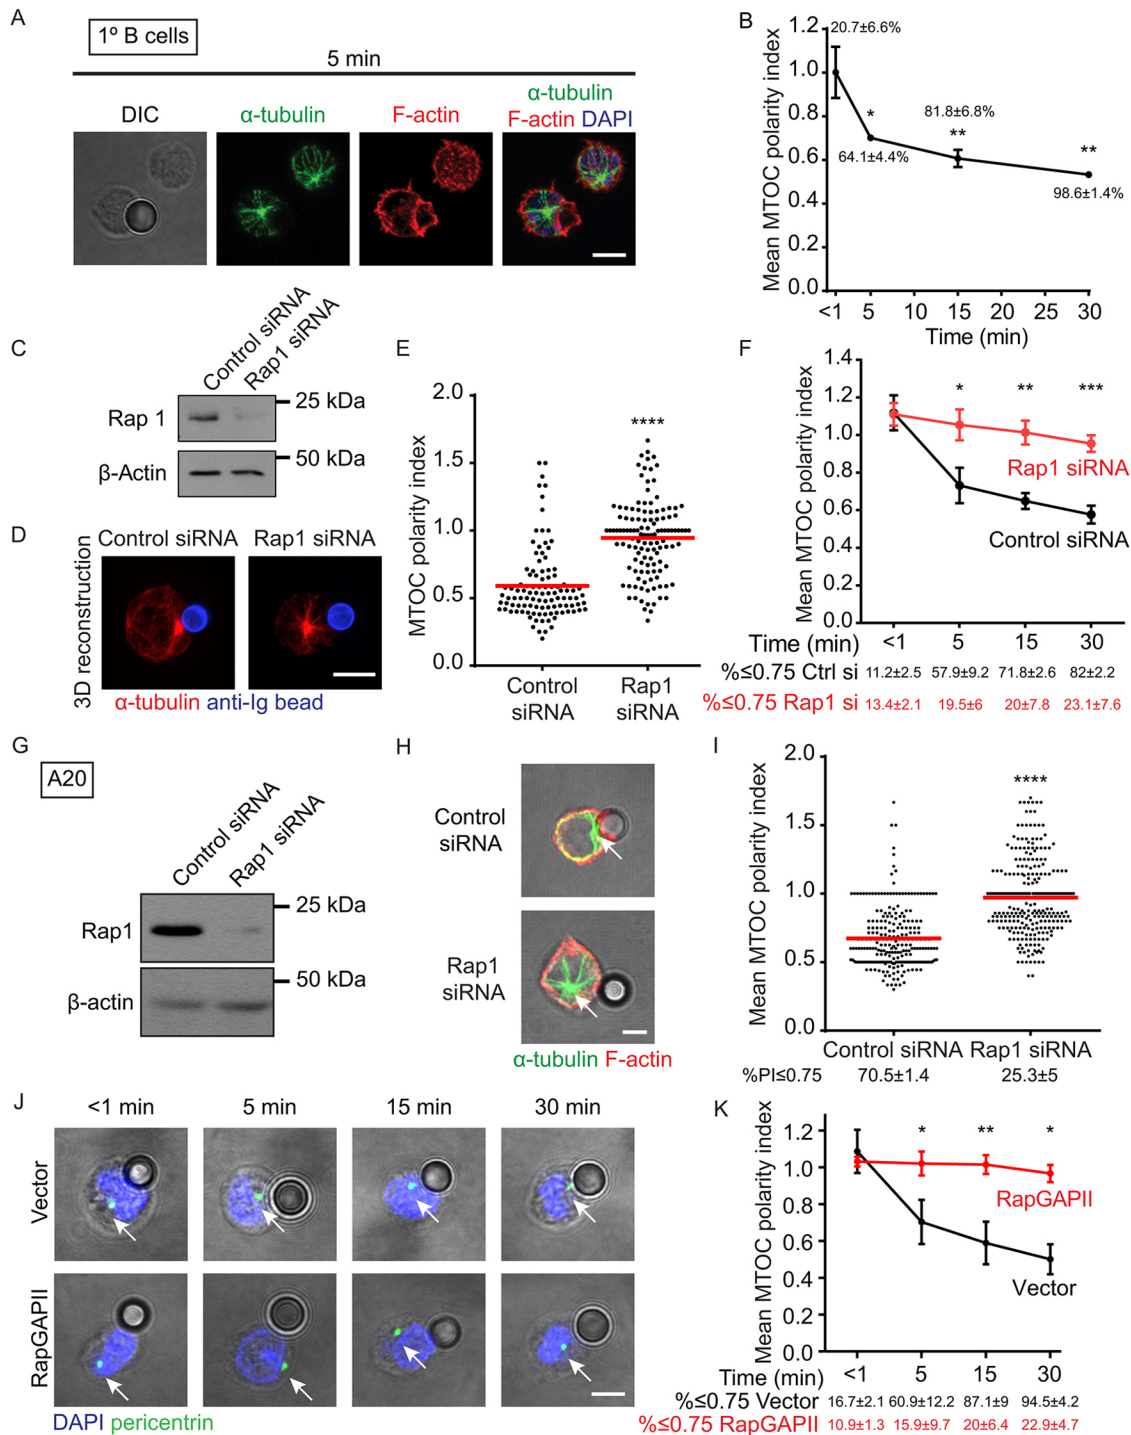 A
1º B cells
5 min
DIC
α-tubulin
F-actin
α-tubulin
F-actin DAPI
B
Mean MTOC polarity index
1.2
1.0
0.8
0.6
0.4
0.2
0.0
20.7±6.6%
*
64.1±4.4%
81.8±6.8%
**
**
98.6±1.4%
<1 5 10 15 20 25 30
Time (min)
C
Control siRNA
Rap1 siRNA
Rap 1
25 kDa
β-Actin
50 kDa
D
3D reconstruction
Control siRNA
Rap1 siRNA
α-tubulin anti-Ig bead
E
MTOC polarity index
2.0
1.5
1.0
0.5
0.0
****
Control siRNA
Rap1 siRNA
F
Mean MTOC polarity index
1.4
1.2
1.0
0.8
0.6
0.4
0.2
0.0
* ** ***
Rap1 siRNA
Control siRNA
Time (min) <1 5 15 30
%≤0.75 Ctrl si 11.2±2.5 57.9±9.2 71.8±2.6 82±2.2
%≤0.75 Rap1 si 13.4±2.1 19.5±6 20±7.8 23.1±7.6
G
A20
Control siRNA
Rap1 siRNA
Rap1
25 kDa
β-actin
50 kDa
H
Control siRNA
Rap1 siRNA
α-tubulin F-actin
I
Mean MTOC polarity index
2.0
1.5
1.0
0.5
0.0
****
Control siRNA Rap1 siRNA
%PI≤0.75 70.5±1.4 25.3±5
J
<1 min 5 min 15 min 30 min
Vector
RapGAPII
DAPI pericentrin
K
Mean MTOC polarity index
1.2
1.0
0.8
0.6
0.4
0.2
0.0
* ** *
RapGAPII
Vector
Time (min) <1 5 15 30
%≤0.75 Vector 16.7±2.1 60.9±12.2 87.1±9 94.5±4.2
%≤0.75 RapGAPII 10.9±1.3 15.9±9.7 20±6.4 22.9±4.7